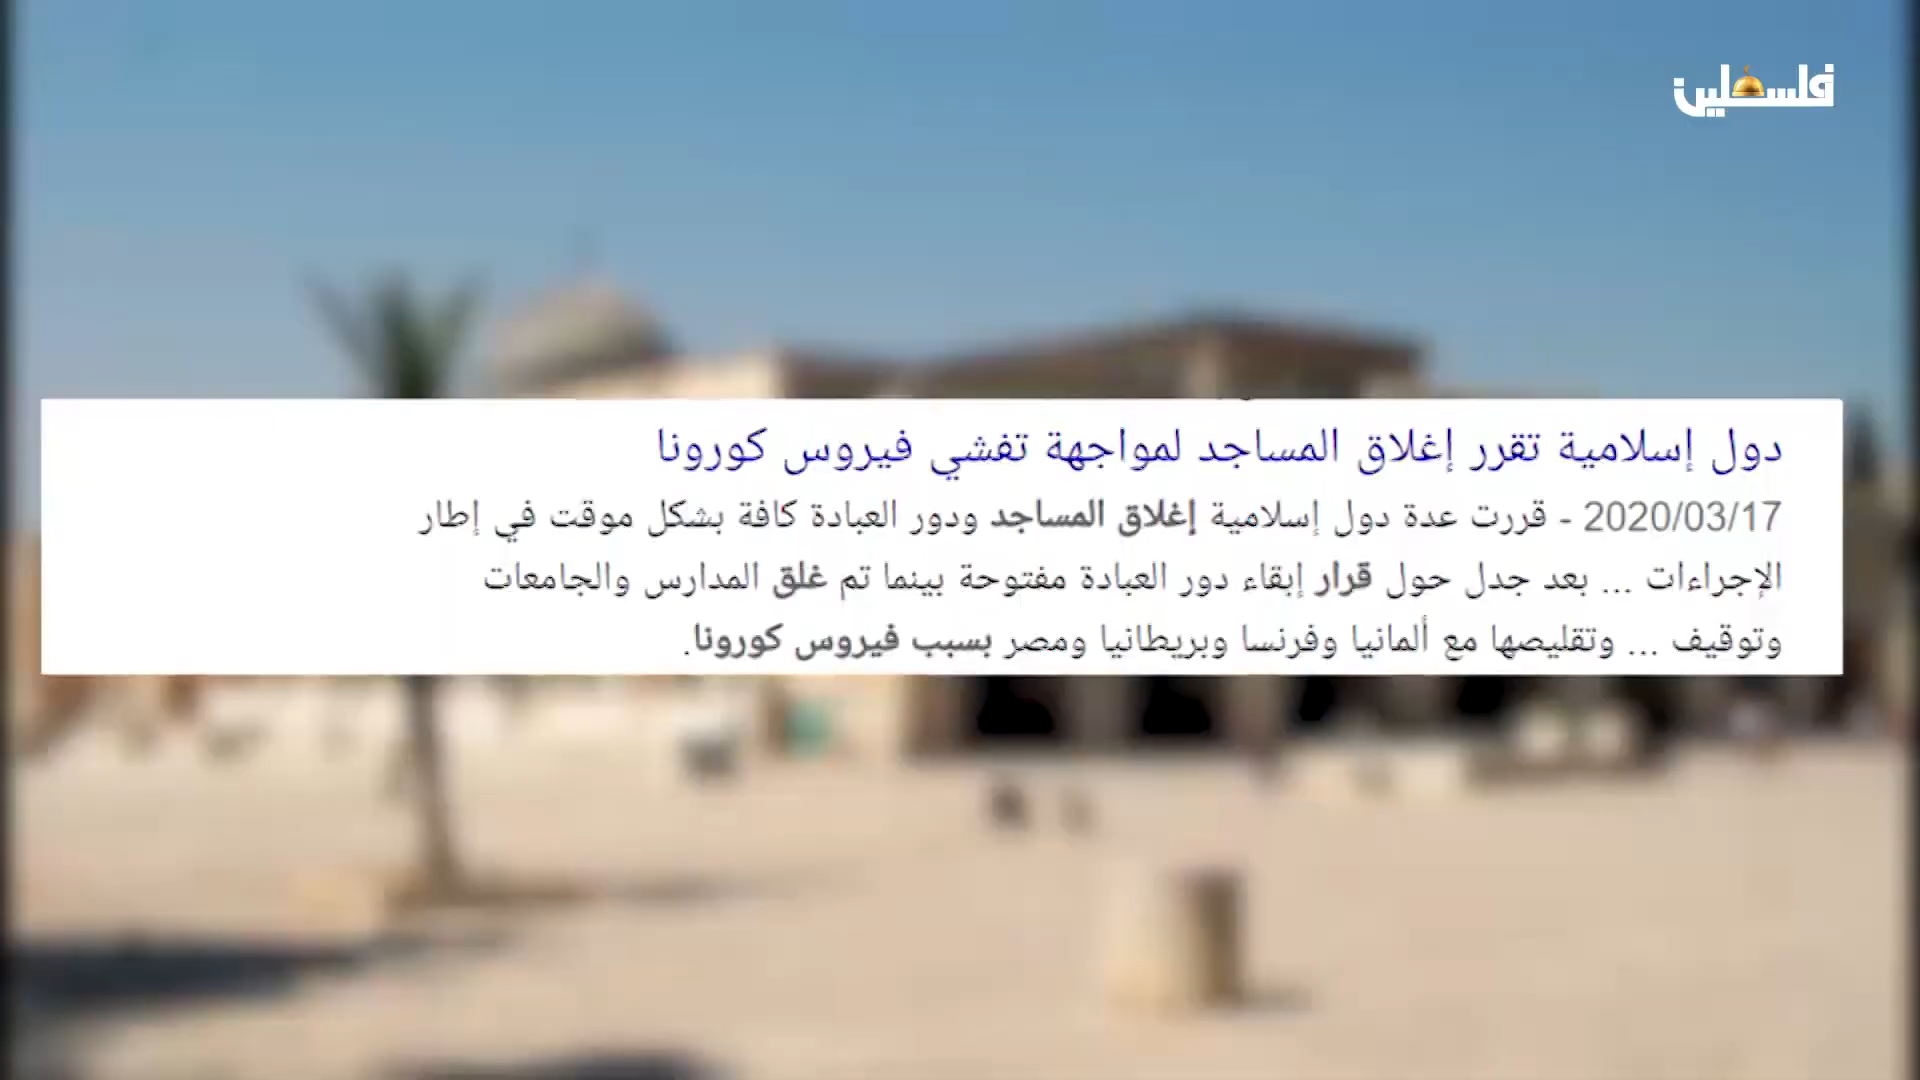 فلسطين
دول إسلامية تقرر إغلاق المساجد لمواجهة تفشي فيروس كورونا
2020/03/17 - قررت عدة دول إسلامية إغلاق المساجد ودور العبادة كافة بشكل موقت في إطار
الإجراءات ... بعد جدل حول قرار إبقاء دور العبادة مفتوحة بينما تم غلق المدارس والجامعات
وتوقيف ... وتقليصها مع ألمانيا وفرنسا وبريطانيا ومصر بسبب فيروس كورونا.